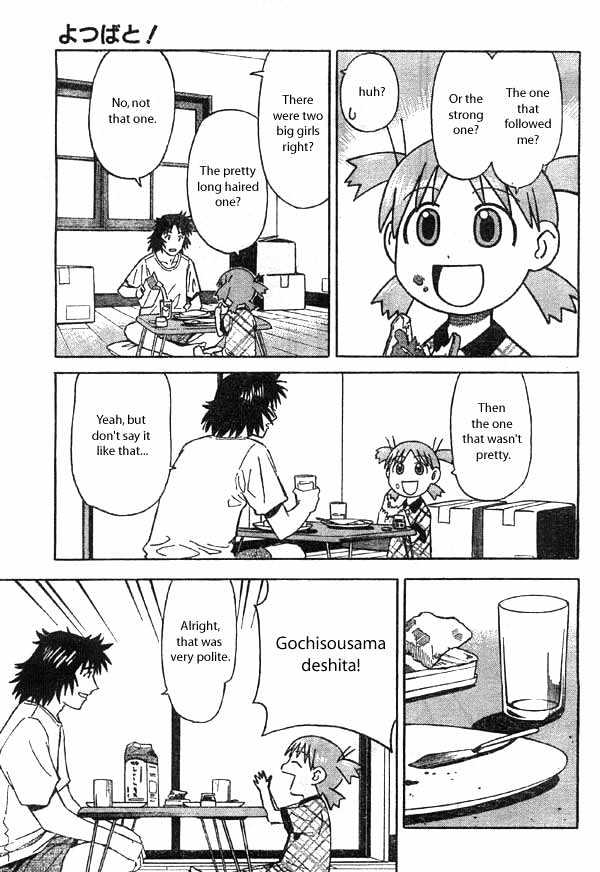 よつばと!
The one
that
followed
me?
Or the
strong
one?
huh?
There
were two
big girls
right?
The pretty
long haired
one?
No, not
that one.
Then
the one
that wasn't
pretty.
Yeah, but
don't say it
like that...
Gochisousama
deshita!
Alright,
that was
very polite.